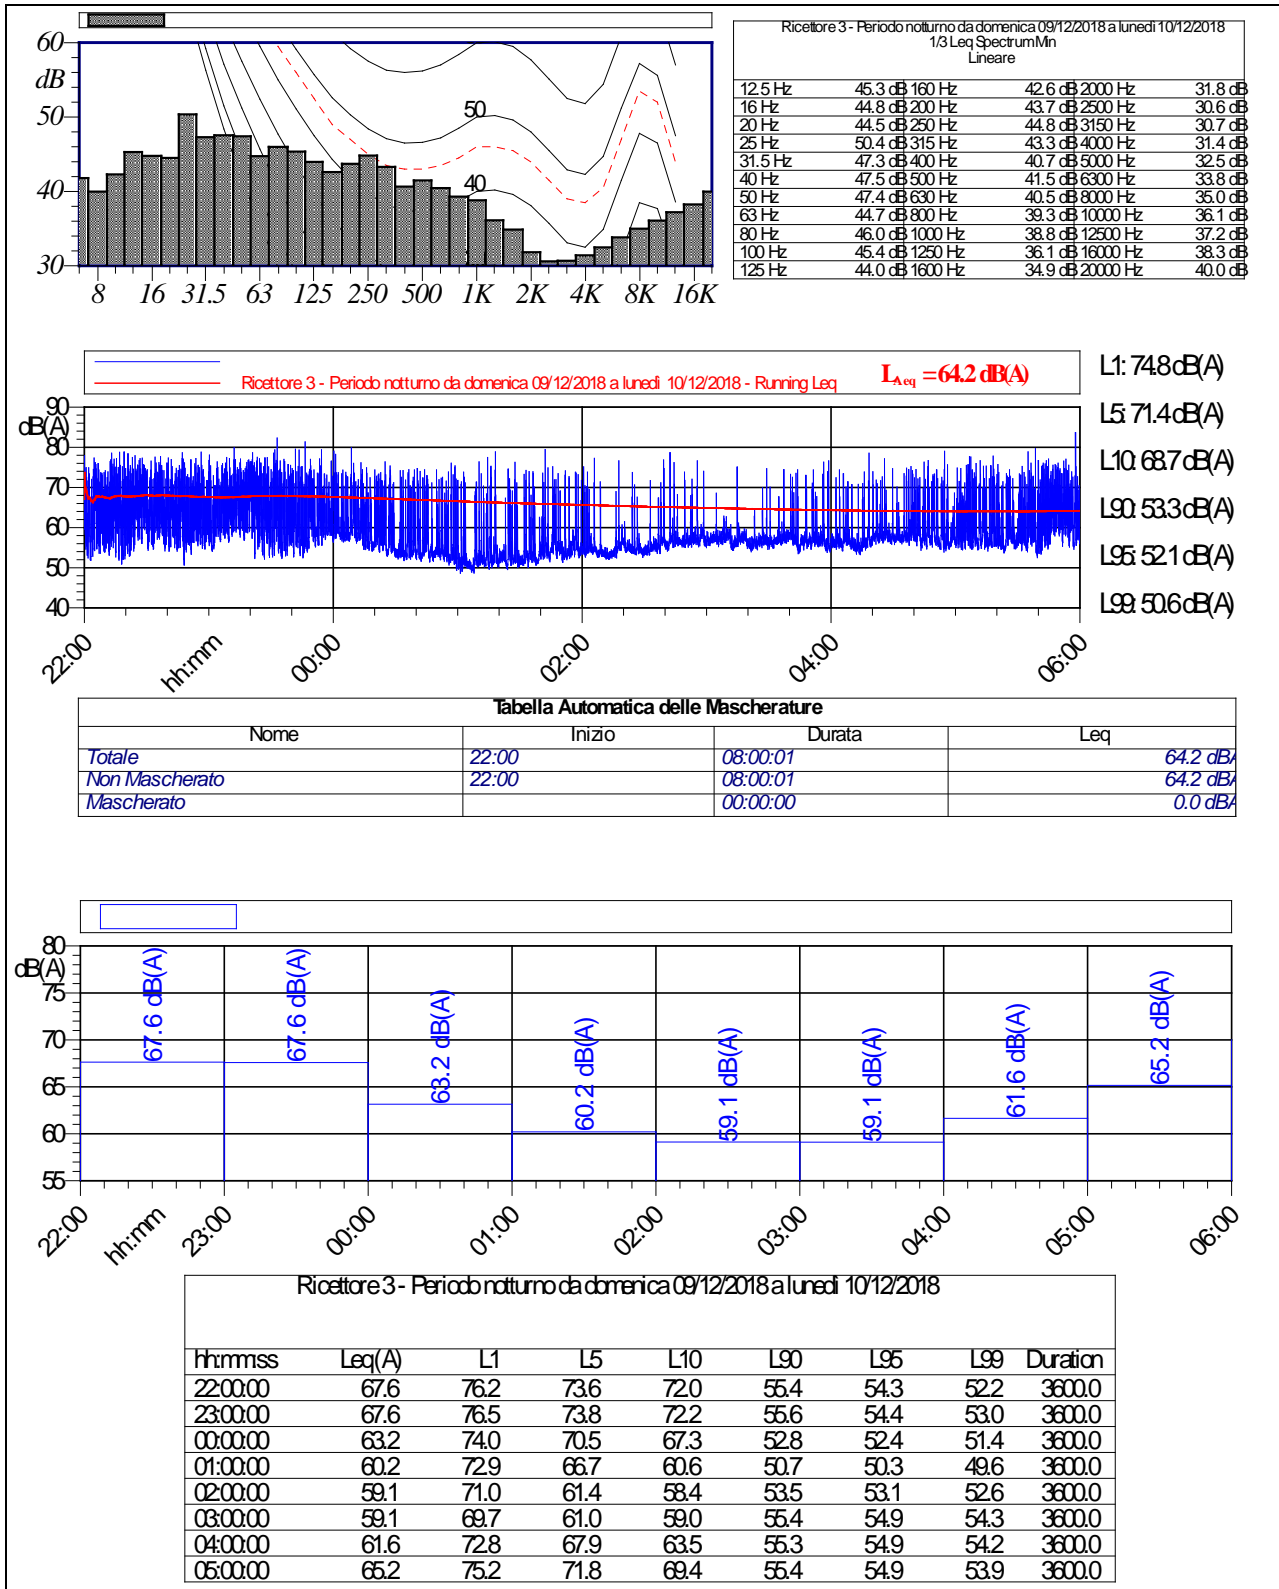 Ricettore 3 - Periodo notturno da domenica 09/12/2018 a lunedì 10/12/2018
1/3 Leq Spectrum Min
Lineare
12.5 Hz 45.3 dB 160 Hz 42.6 dB 2000 Hz 31.8 dB
16 Hz 44.8 dB 200 Hz 43.7 dB 2500 Hz 30.6 dB
20 Hz 44.5 dB 250 Hz 44.8 dB 3150 Hz 30.7 dB
25 Hz 50.4 dB 315 Hz 43.3 dB 4000 Hz 31.4 dB
31.5 Hz 47.3 dB 400 Hz 40.7 dB 5000 Hz 32.5 dB
40 Hz 47.5 dB 500 Hz 41.5 dB 6300 Hz 33.8 dB
50 Hz 47.4 dB 630 Hz 40.5 dB 8000 Hz 35.0 dB
63 Hz 44.7 dB 800 Hz 39.3 dB 10000 Hz 36.1 dB
80 Hz 46.0 dB 1000 Hz 38.8 dB 12500 Hz 37.2 dB
100 Hz 45.4 dB 1250 Hz 36.1 dB 16000 Hz 38.3 dB
125 Hz 44.0 dB 1600 Hz 34.9 dB 20000 Hz 40.0 dB
60
dB
50
40
30
50
40
8 16 31.5 63 125 250 500 1K 2K 4K 8K 16K
Ricettore 3 - Periodo notturno da domenica 09/12/2018 a lunedì 10/12/2018 - Running Leq
LAeq = 64.2 dB(A)
L1: 74.8 dB(A)
L5: 71.4 dB(A)
L10: 68.7 dB(A)
L90: 53.3 dB(A)
L95: 52.1 dB(A)
L99: 50.6 dB(A)
90
dB(A)
80
70
60
50
40
22:00 hh:mm 00:00 02:00 04:00 06:00
Tabella Automatica delle Mascherature
Nome Inizio Durata Leq
Totale 22:00 08:00:01 64.2 dBA
Non Mascherato 22:00 08:00:01 64.2 dBA
Mascherato 00:00:00 0.0 dBA
80
dB(A)
75
70
65
60
55
67.6 dB(A) 67.6 dB(A) 63.2 dB(A) 60.2 dB(A) 59.1 dB(A) 59.1 dB(A) 61.6 dB(A) 65.2 dB(A)
22:00 hh:mm 23:00 00:00 01:00 02:00 03:00 04:00 05:00 06:00
Ricettore 3 - Periodo notturno da domenica 09/12/2018 a lunedì 10/12/2018
hh:mm:ss Leq(A) L1 L5 L10 L90 L95 L99 Duration
22:00:00 67.6 76.2 73.6 72.0 55.4 54.3 52.2 3600.0
23:00:00 67.6 76.5 73.8 72.2 55.6 54.4 53.0 3600.0
00:00:00 63.2 74.0 70.5 67.3 52.8 52.4 51.4 3600.0
01:00:00 60.2 72.9 66.7 60.6 50.7 50.3 49.6 3600.0
02:00:00 59.1 71.0 61.4 58.4 53.5 53.1 52.6 3600.0
03:00:00 59.1 69.7 61.0 59.0 55.4 54.9 54.3 3600.0
04:00:00 61.6 72.8 67.9 63.5 55.3 54.9 54.2 3600.0
05:00:00 65.2 75.2 71.8 69.4 55.4 54.9 53.9 3600.0